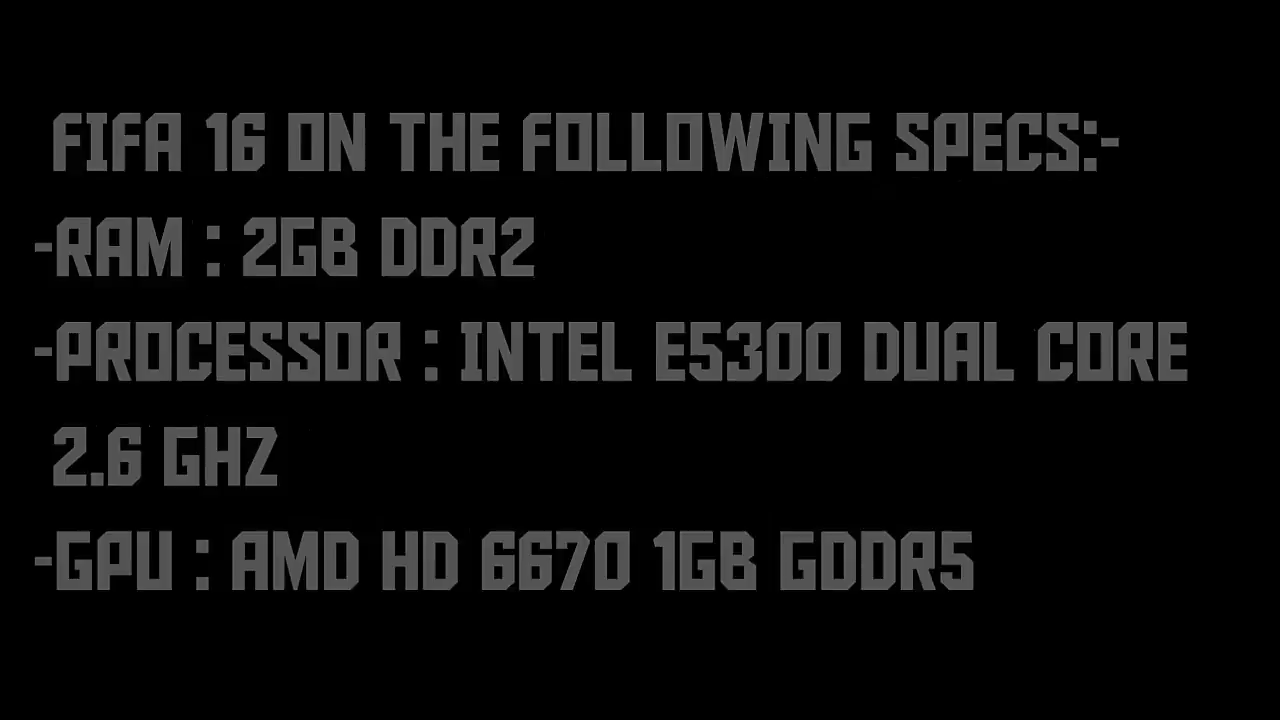 FIFA 16 ON THE FOLLOWING SPECS:-
-RAM : 2GB DDR2
-PROCESSOR : INTEL E5300 DUAL CORE
2.6 GHZ
-GPU : AMD HD 6670 1GB GDDR5